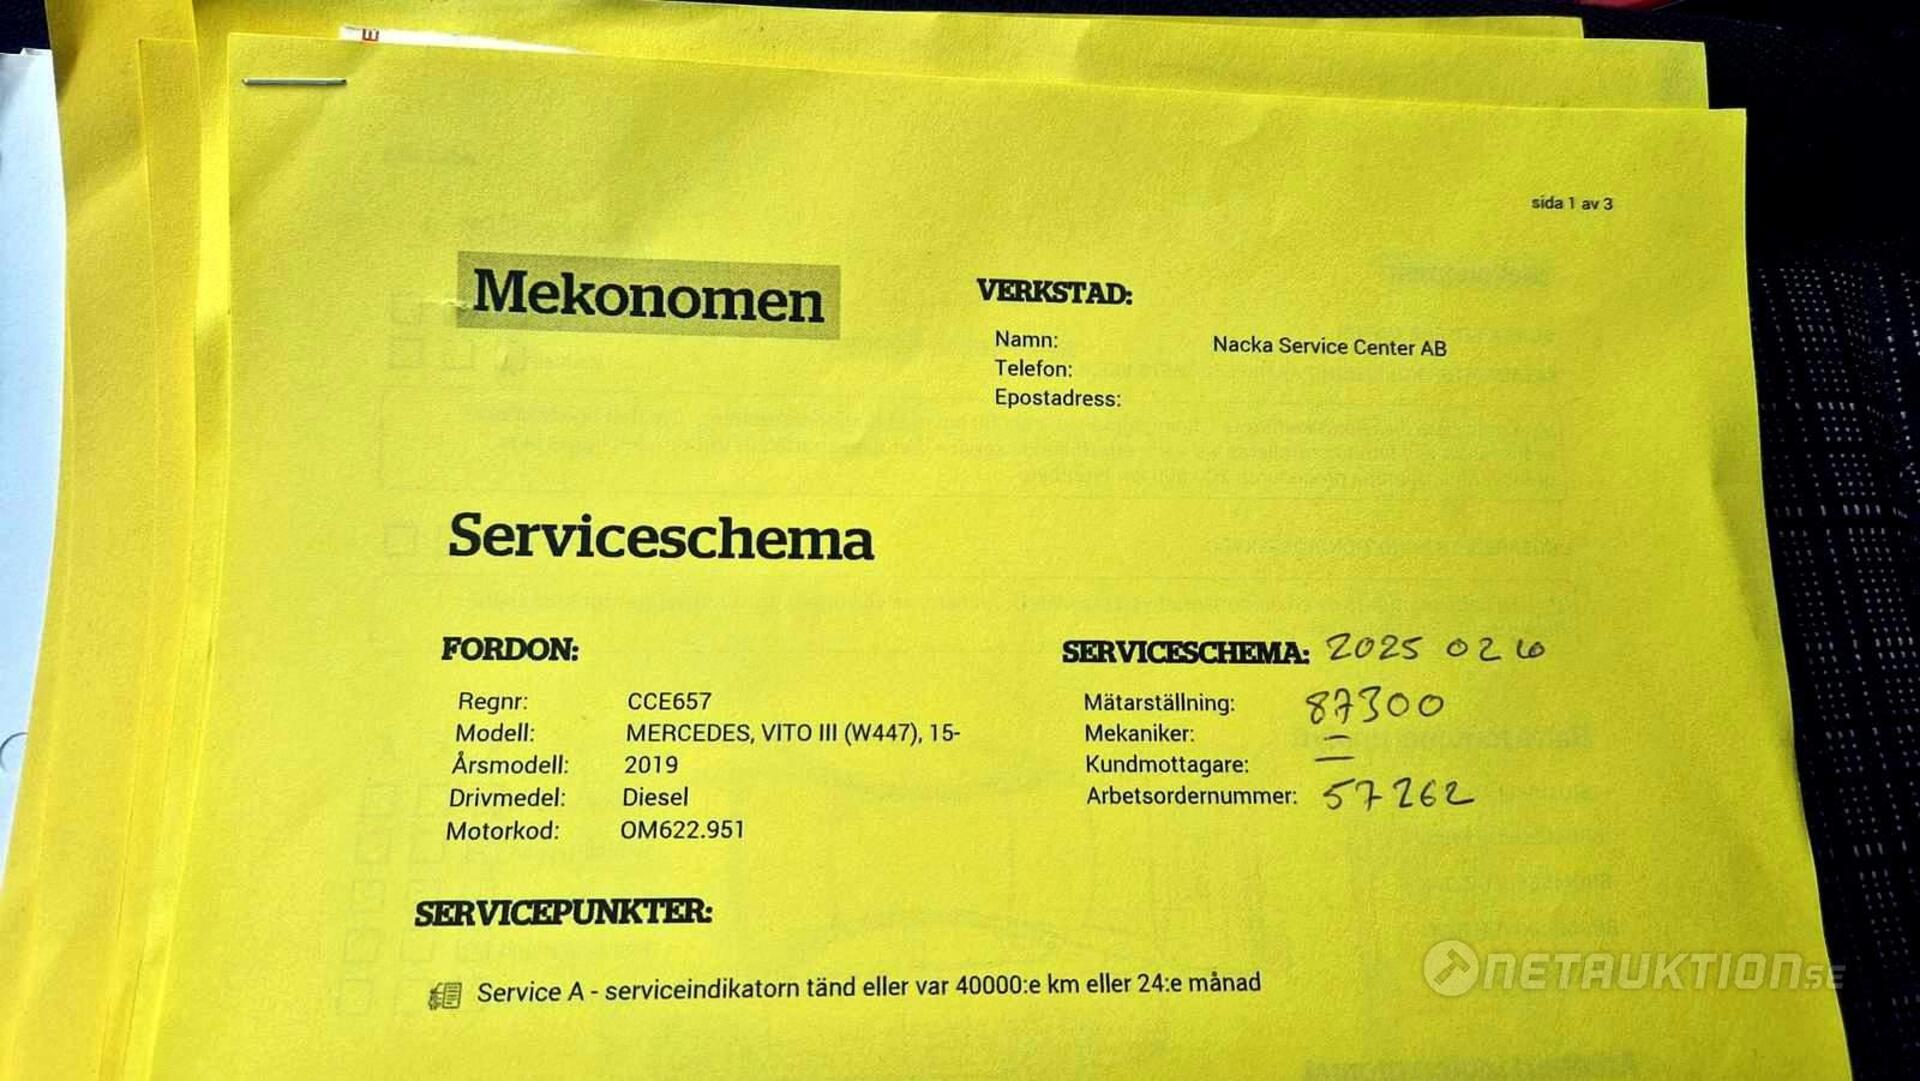 sida 1 av 3
Mekonomen
VERKSTAD:
Namn: Nacka Service Center AB
Telefon:
Epostadress:
Serviceschema
FORDON:
Regnr: CCE657
Modell: MERCEDES, VITO III (W447), 15-
Årsmodell: 2019
Drivmedel: Diesel
Motorkod: OM622.951
SERVICESCHEMA: 2025 02
Mätarställning: 87300
Mekaniker: —
Kundmottagare: —
Arbetsordernummer: 57262
SERVICEPUNKTER:
Service A - serviceindikatorn tänd eller var 40000:e km eller 24:e månad
NETAUKTION.SE